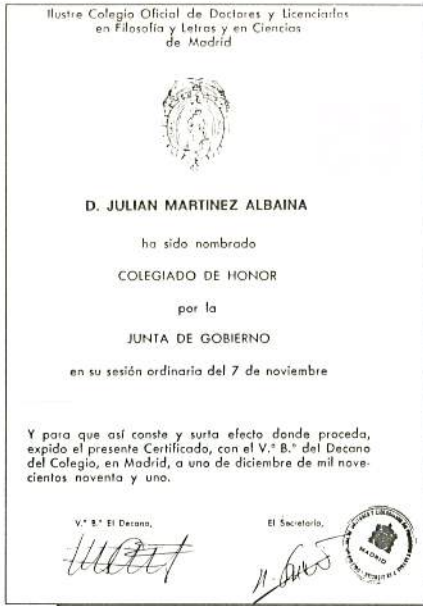 Ilustre Colegio Oficial de Doctores y Licenciados
en Filosofía y Letras y en Ciencias
de Madrid
D. JULIAN MARTINEZ ALBAINA
ha sido nombrado
COLEGIADO DE HONOR
por la
JUNTA DE GOBIERNO
en su sesión ordinaria del 7 de noviembre
Y para que así conste y surta efecto donde proceda,
expido el presente Certificado, con el V.° B.° del Decano
del Colegio, en Madrid, a uno de diciembre de mil nove-
cientos noventa y uno.
V.° B.° El Decano,
El Secretario,
MADRID